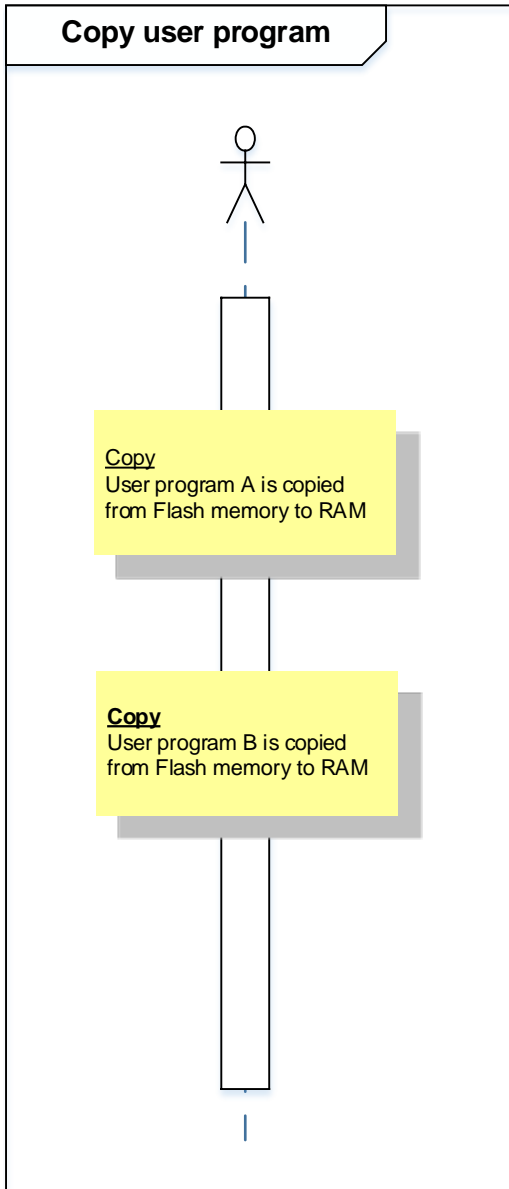 Copy user program
Copy
User program A is copied
from Flash memory to RAM
Copy
User program B is copied
from Flash memory to RAM